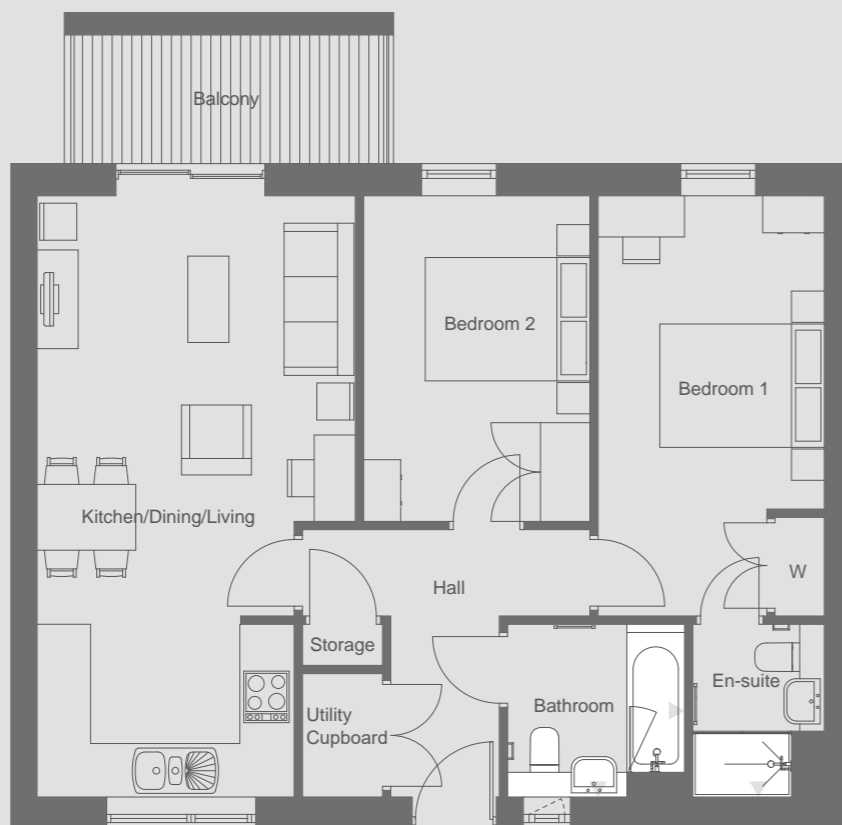 Balcony
Bedroom 2
Bedroom 1
Kitchen/Dining/Living
Hall
W
Storage
En-suite
Bathroom
Utility
Cupboard